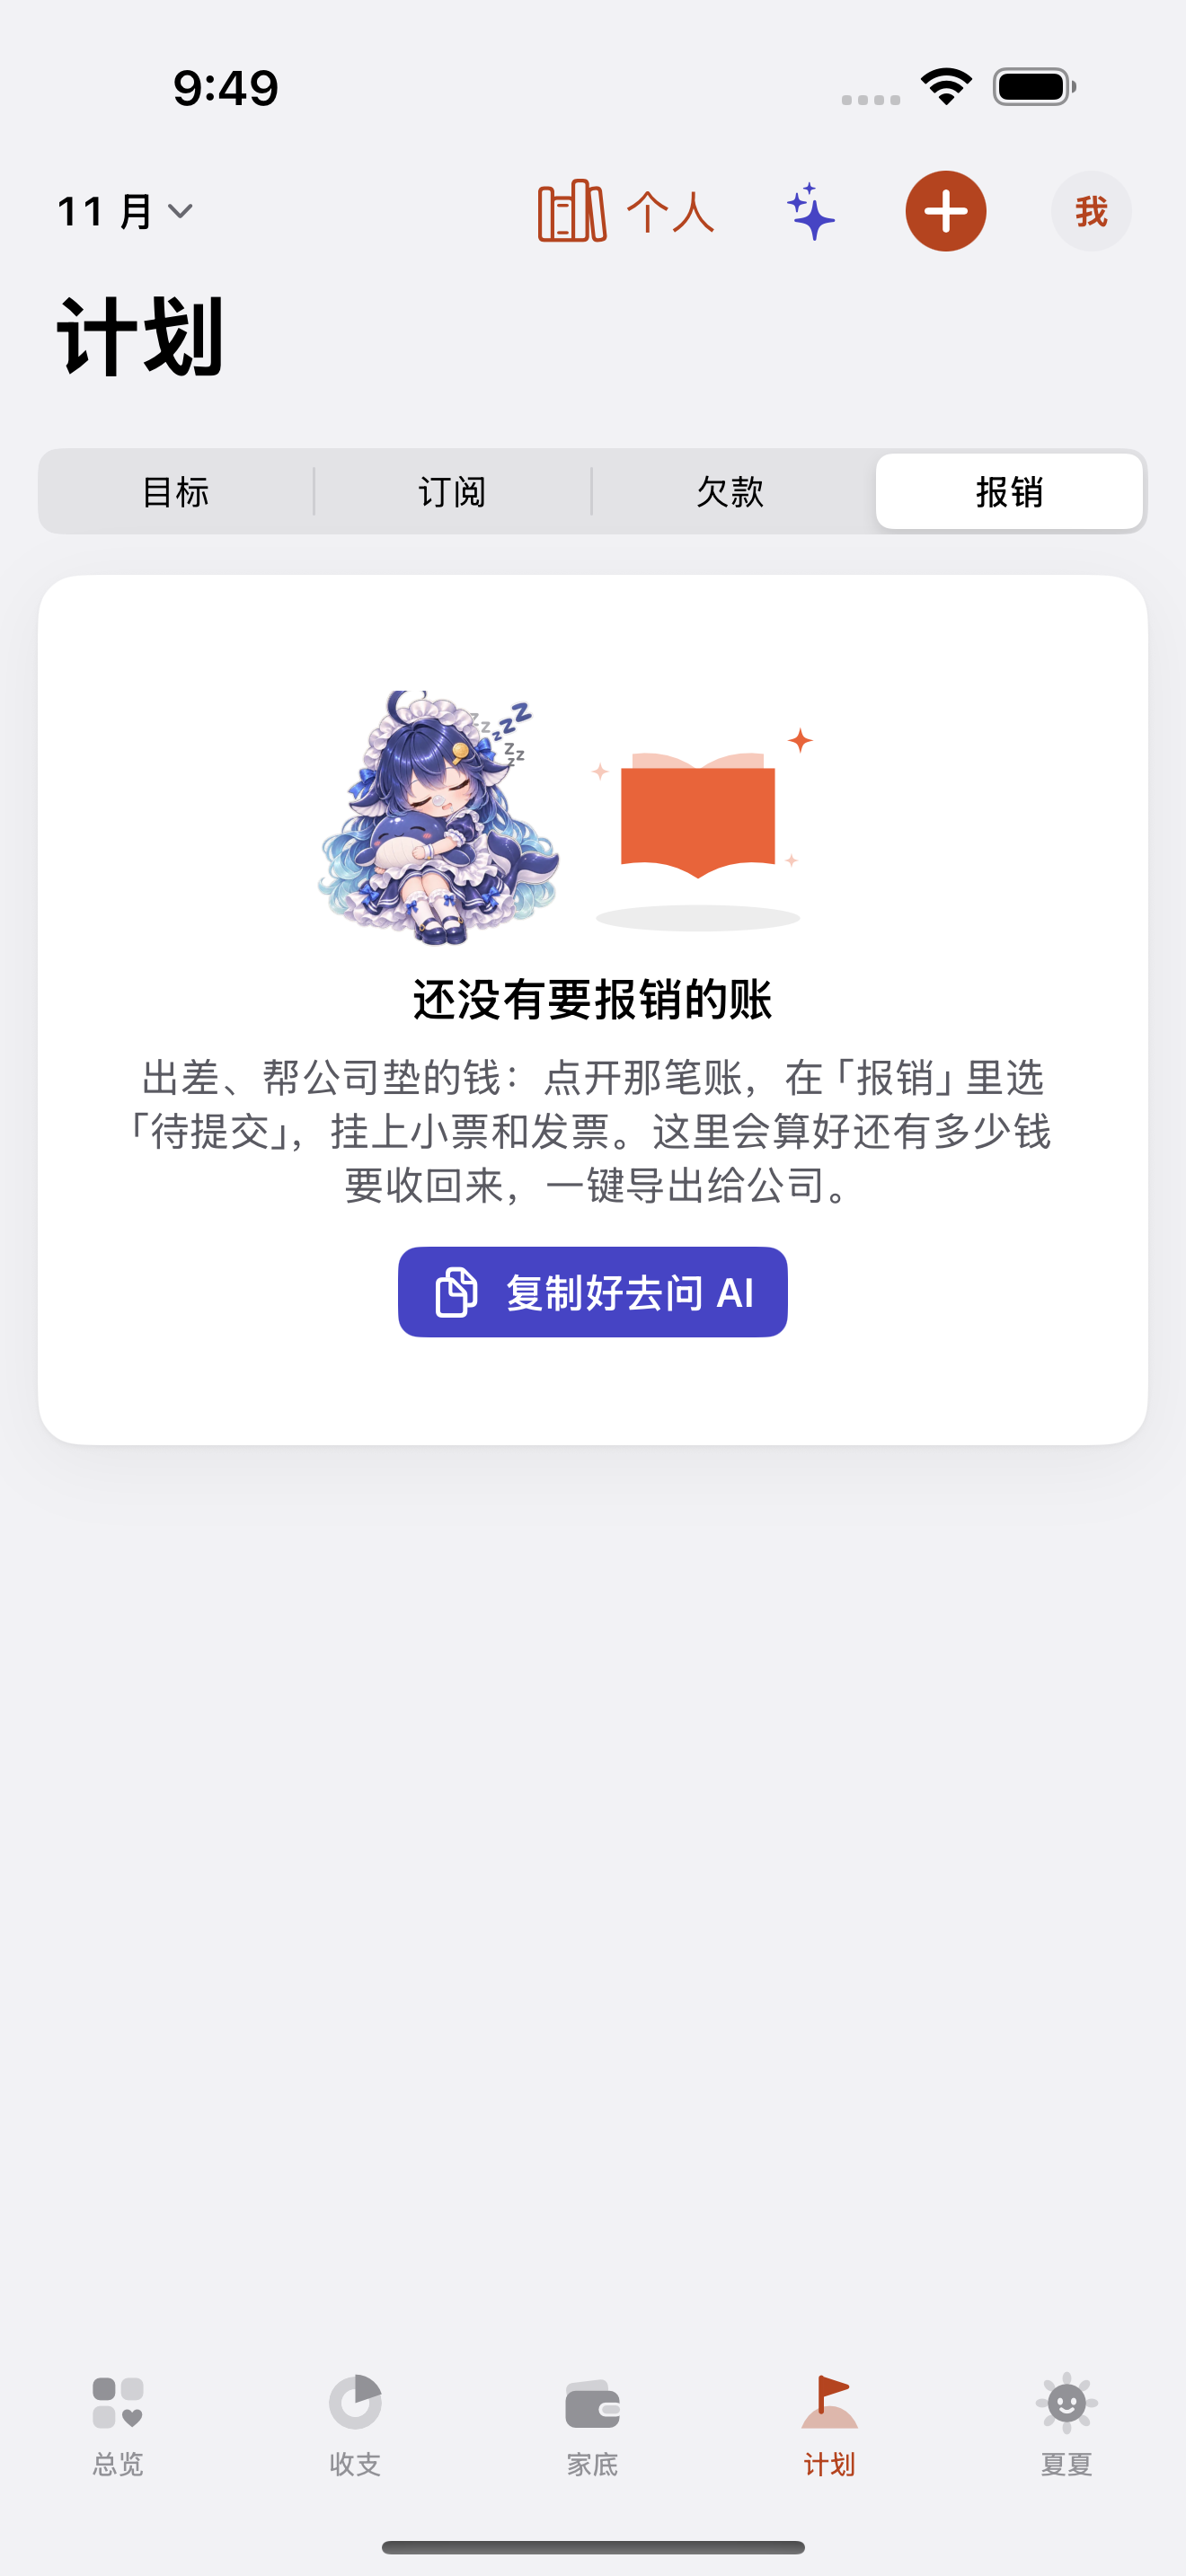 9:49
11 月
个人
我
计划
目标
订阅
欠款
报销
还没有要报销的账
出差、帮公司垫的钱：点开那笔账，在「报销」里选
「待提交」，挂上小票和发票。这里会算好还有多少钱
要收回来，一键导出给公司。
复制好去问 AI
总览
收支
家底
计划
夏夏